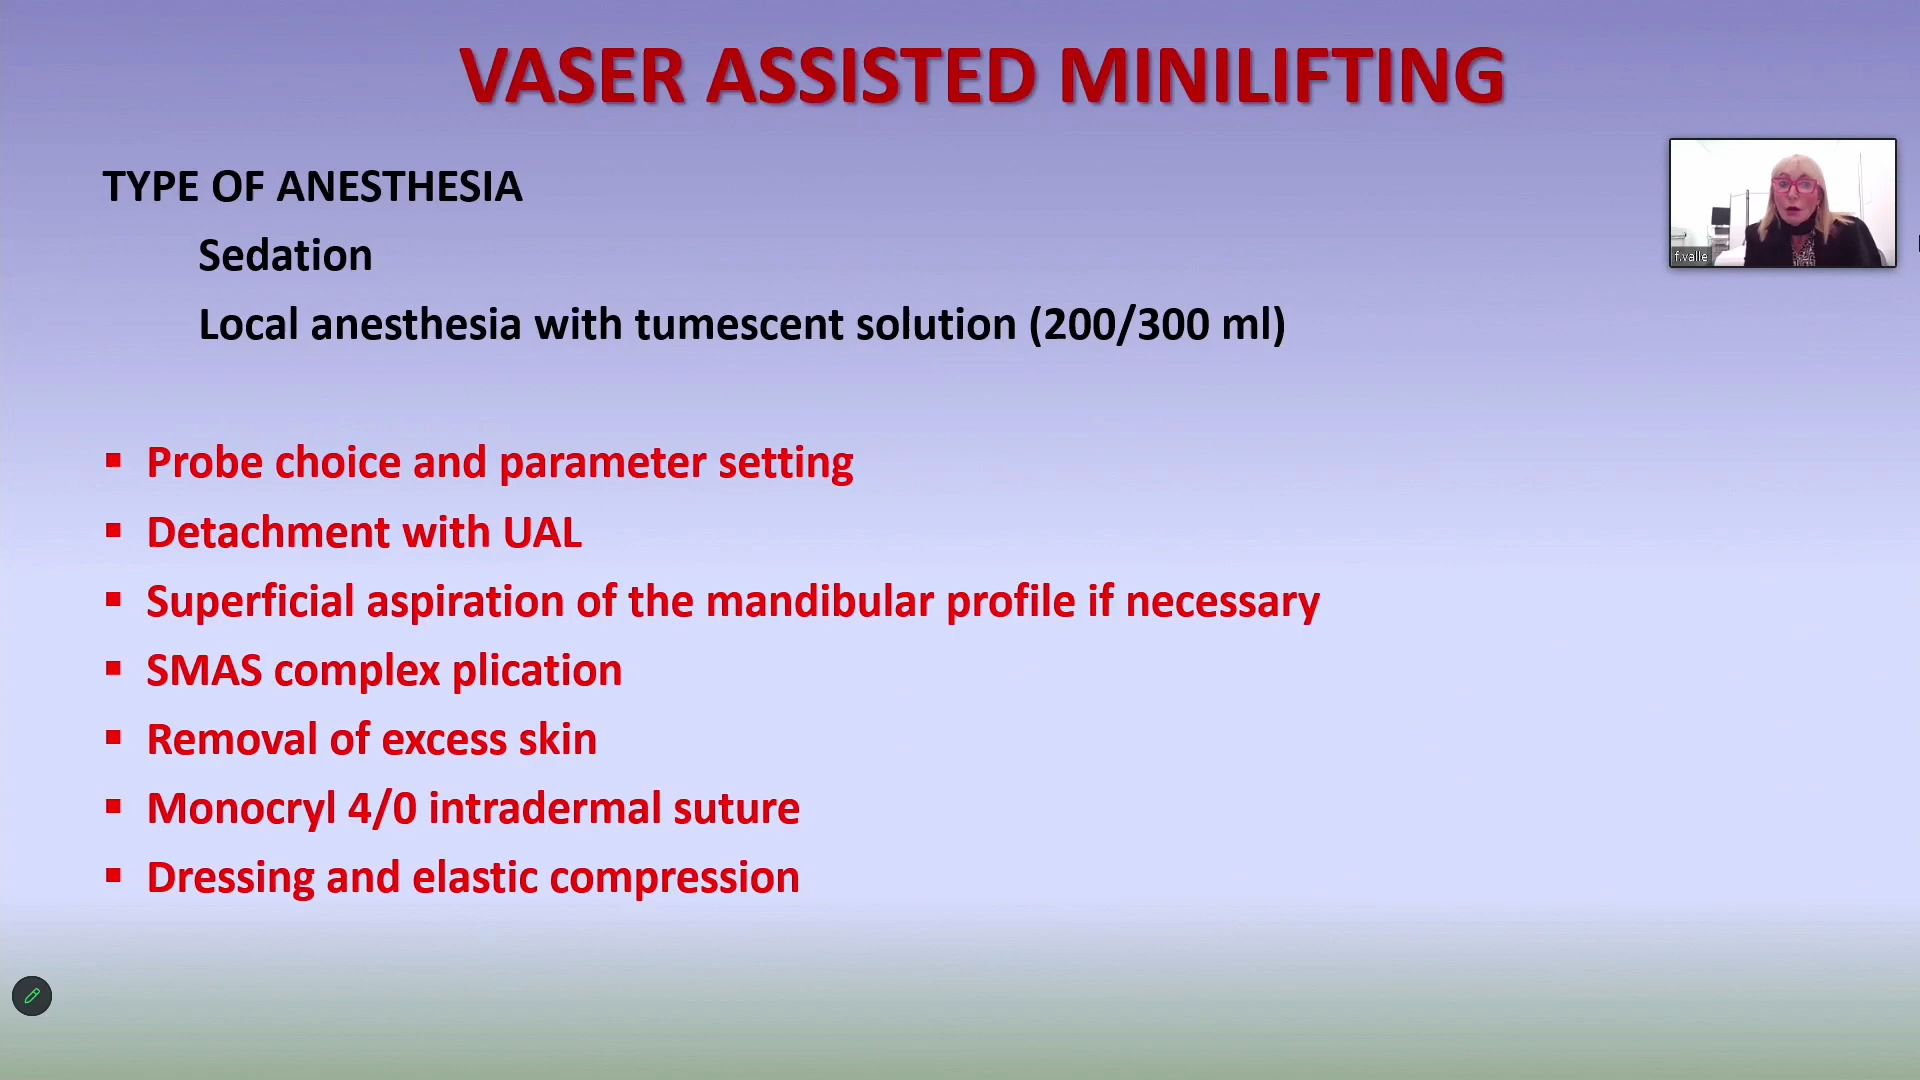 VASER ASSISTED MINILIFTING
TYPE OF ANESTHESIA
Sedation
Local anesthesia with tumescent solution (200/300 ml)
▪ Probe choice and parameter setting
▪ Detachment with UAL
▪ Superficial aspiration of the mandibular profile if necessary
▪ SMAS complex plication
▪ Removal of excess skin
▪ Monocryl 4/0 intradermal suture
▪ Dressing and elastic compression
f.valle